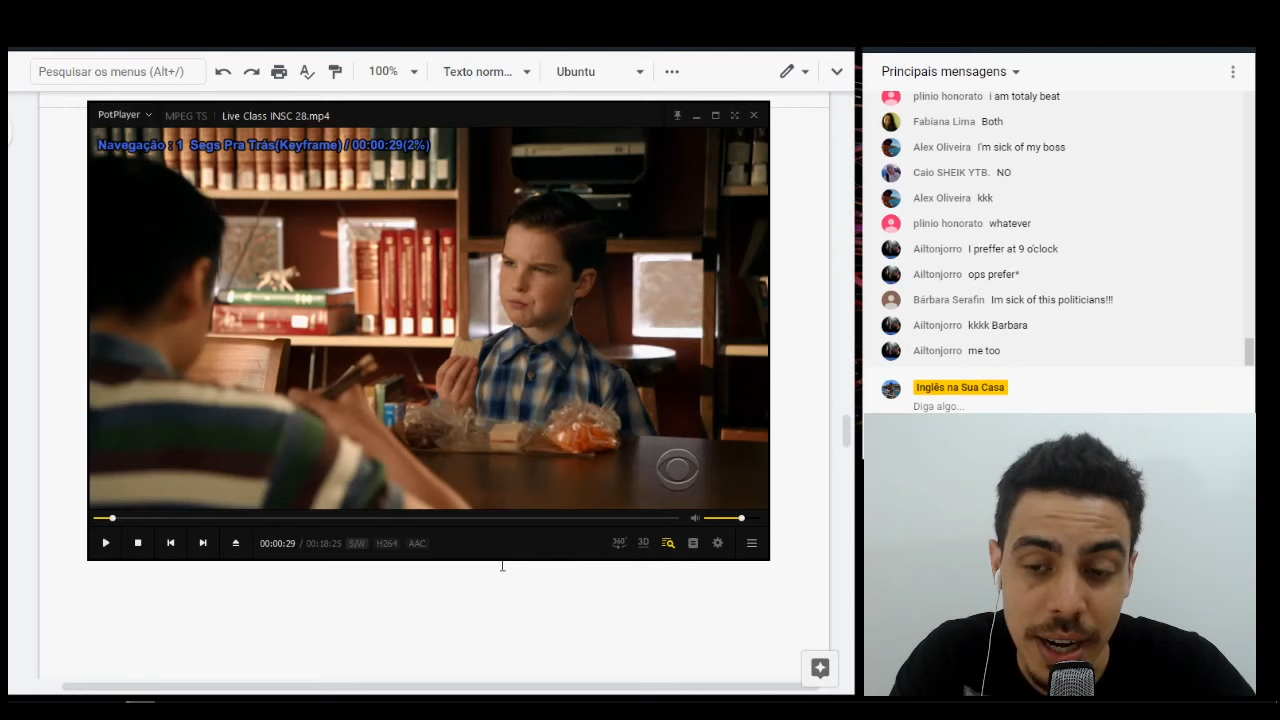 Pesquisar os menus (Alt+/)
100%
Texto norm...
Ubuntu
PotPlayer
MPEG TS
Live Class INSC 28.mp4
Navegação : 1 Segs Pra Trás(Keyframe) / 00:00:29(2%)
00:00:29 / 00:18:25 S/W H264 AAC
360°
3D
Principais mensagens
plinio honorato i am totaly beat
Fabiana Lima Both
Alex Oliveira I'm sick of my boss
Caio SHEIK YTB. NO
Alex Oliveira kkk
plinio honorato whatever
Ailtonjorro I preffer at 9 o'clock
Ailtonjorro ops prefer*
Bárbara Serafin Im sick of this politicians!!!
Ailtonjorro kkkk Barbara
Ailtonjorro me too
Inglês na Sua Casa
Diga algo...